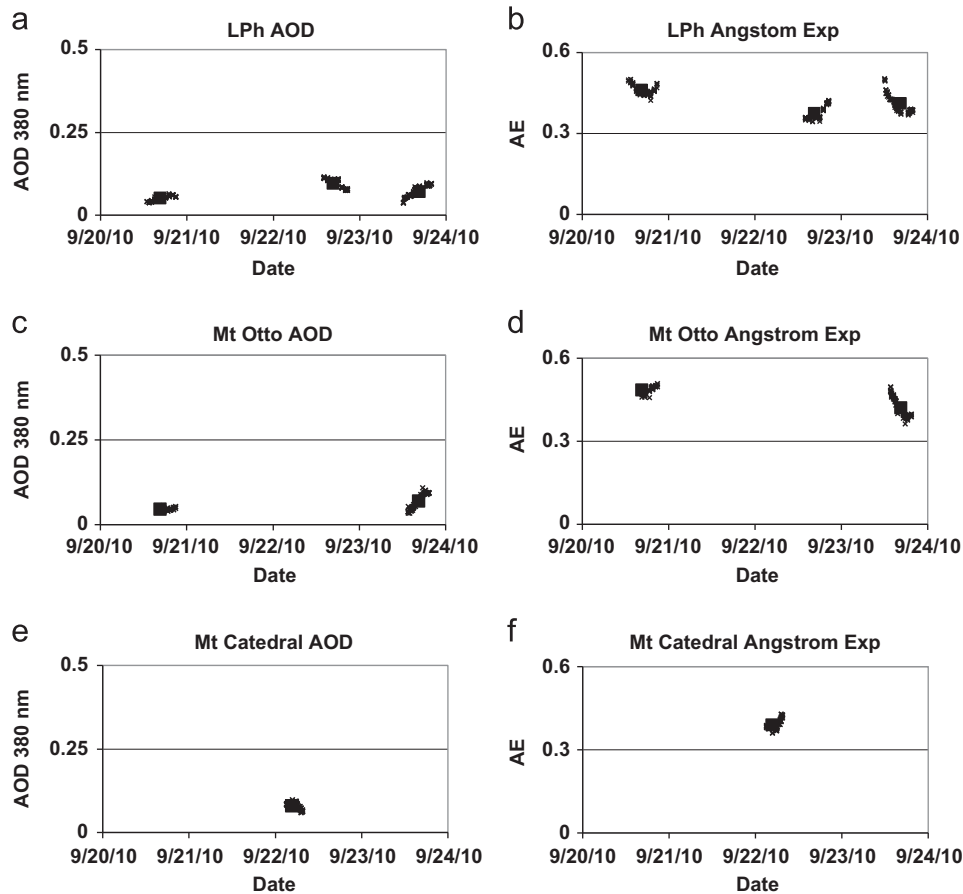 a
LPh AOD
0.5
0.25
0
AOD 380 nm
9/20/10 9/21/10 9/22/10 9/23/10 9/24/10
Date
b
LPh Angstom Exp
0.6
0.3
0
AE
9/20/10 9/21/10 9/22/10 9/23/10 9/24/10
Date
c
Mt Otto AOD
0.5
0.25
0
AOD 380 nm
9/20/10 9/21/10 9/22/10 9/23/10 9/24/10
Date
d
Mt Otto Angstrom Exp
0.6
0.3
0
AE
9/20/10 9/21/10 9/22/10 9/23/10 9/24/10
Date
e
Mt Catedral AOD
0.5
0.25
0
AOD 380 nm
9/20/10 9/21/10 9/22/10 9/23/10 9/24/10
Date
f
Mt Catedral Angstrom Exp
0.6
0.3
0
AE
9/20/10 9/21/10 9/22/10 9/23/10 9/24/10
Date